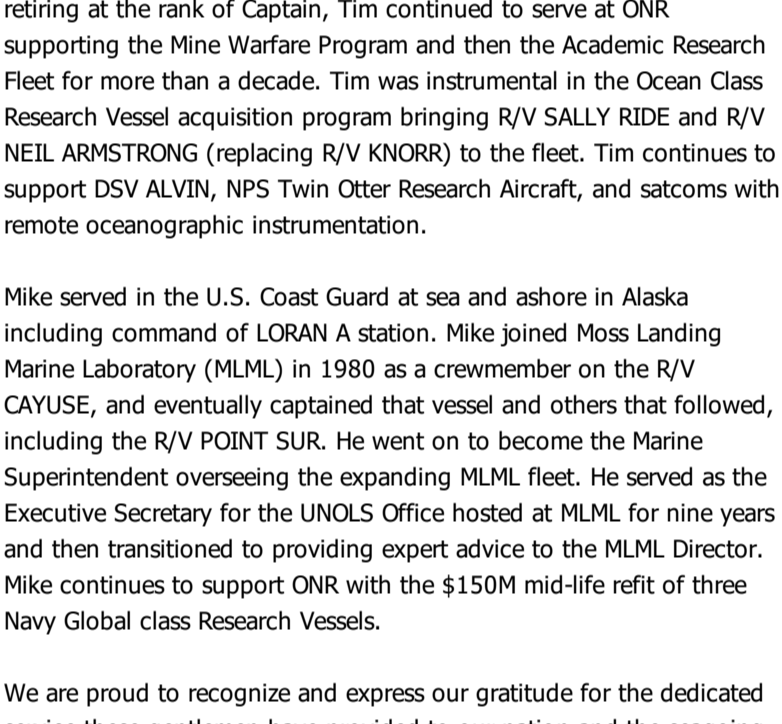 retiring at the rank of Captain, Tim continued to serve at ONR
supporting the Mine Warfare Program and then the Academic Research
Fleet for more than a decade. Tim was instrumental in the Ocean Class
Research Vessel acquisition program bringing R/V SALLY RIDE and R/V
NEIL ARMSTRONG (replacing R/V KNORR) to the fleet. Tim continues to
support DSV ALVIN, NPS Twin Otter Research Aircraft, and satcoms with
remote oceanographic instrumentation.
Mike served in the U.S. Coast Guard at sea and ashore in Alaska
including command of LORAN A station. Mike joined Moss Landing
Marine Laboratory (MLML) in 1980 as a crewmember on the R/V
CAYUSE, and eventually captained that vessel and others that followed,
including the R/V POINT SUR. He went on to become the Marine
Superintendent overseeing the expanding MLML fleet. He served as the
Executive Secretary for the UNOLS Office hosted at MLML for nine years
and then transitioned to providing expert advice to the MLML Director.
Mike continues to support ONR with the $150M mid-life refit of three
Navy Global class Research Vessels.
We are proud to recognize and express our gratitude for the dedicated